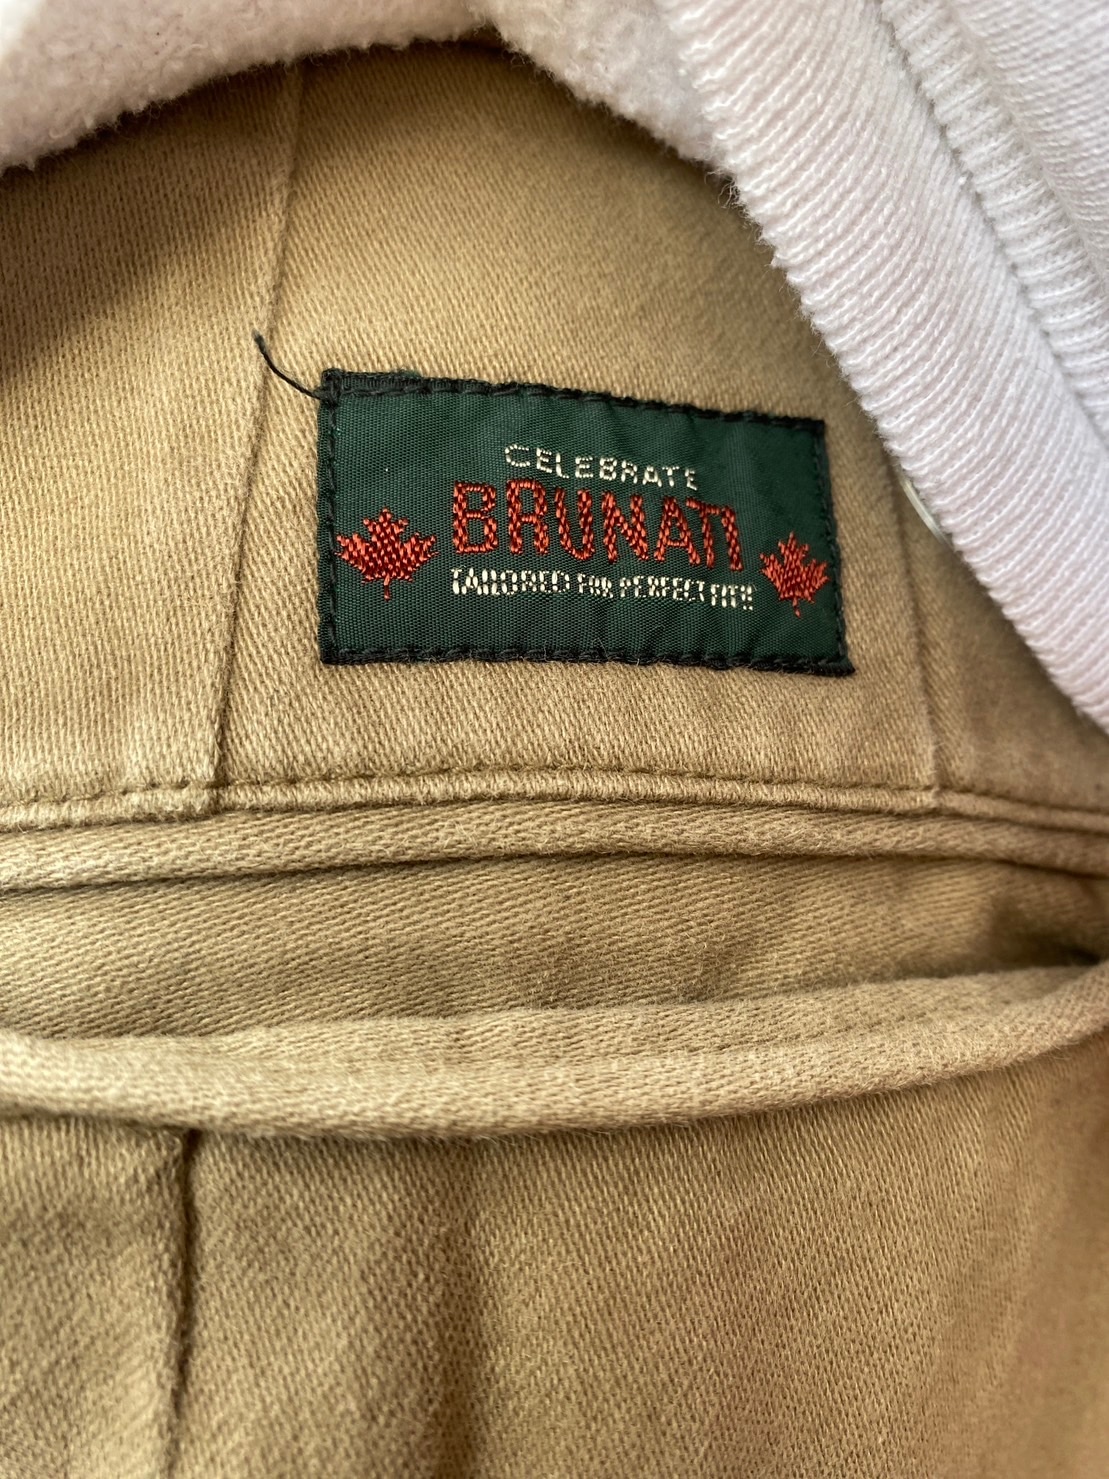 CELEBRATE
BRUNATI
TAILORED FOR PERFECT FIT!!